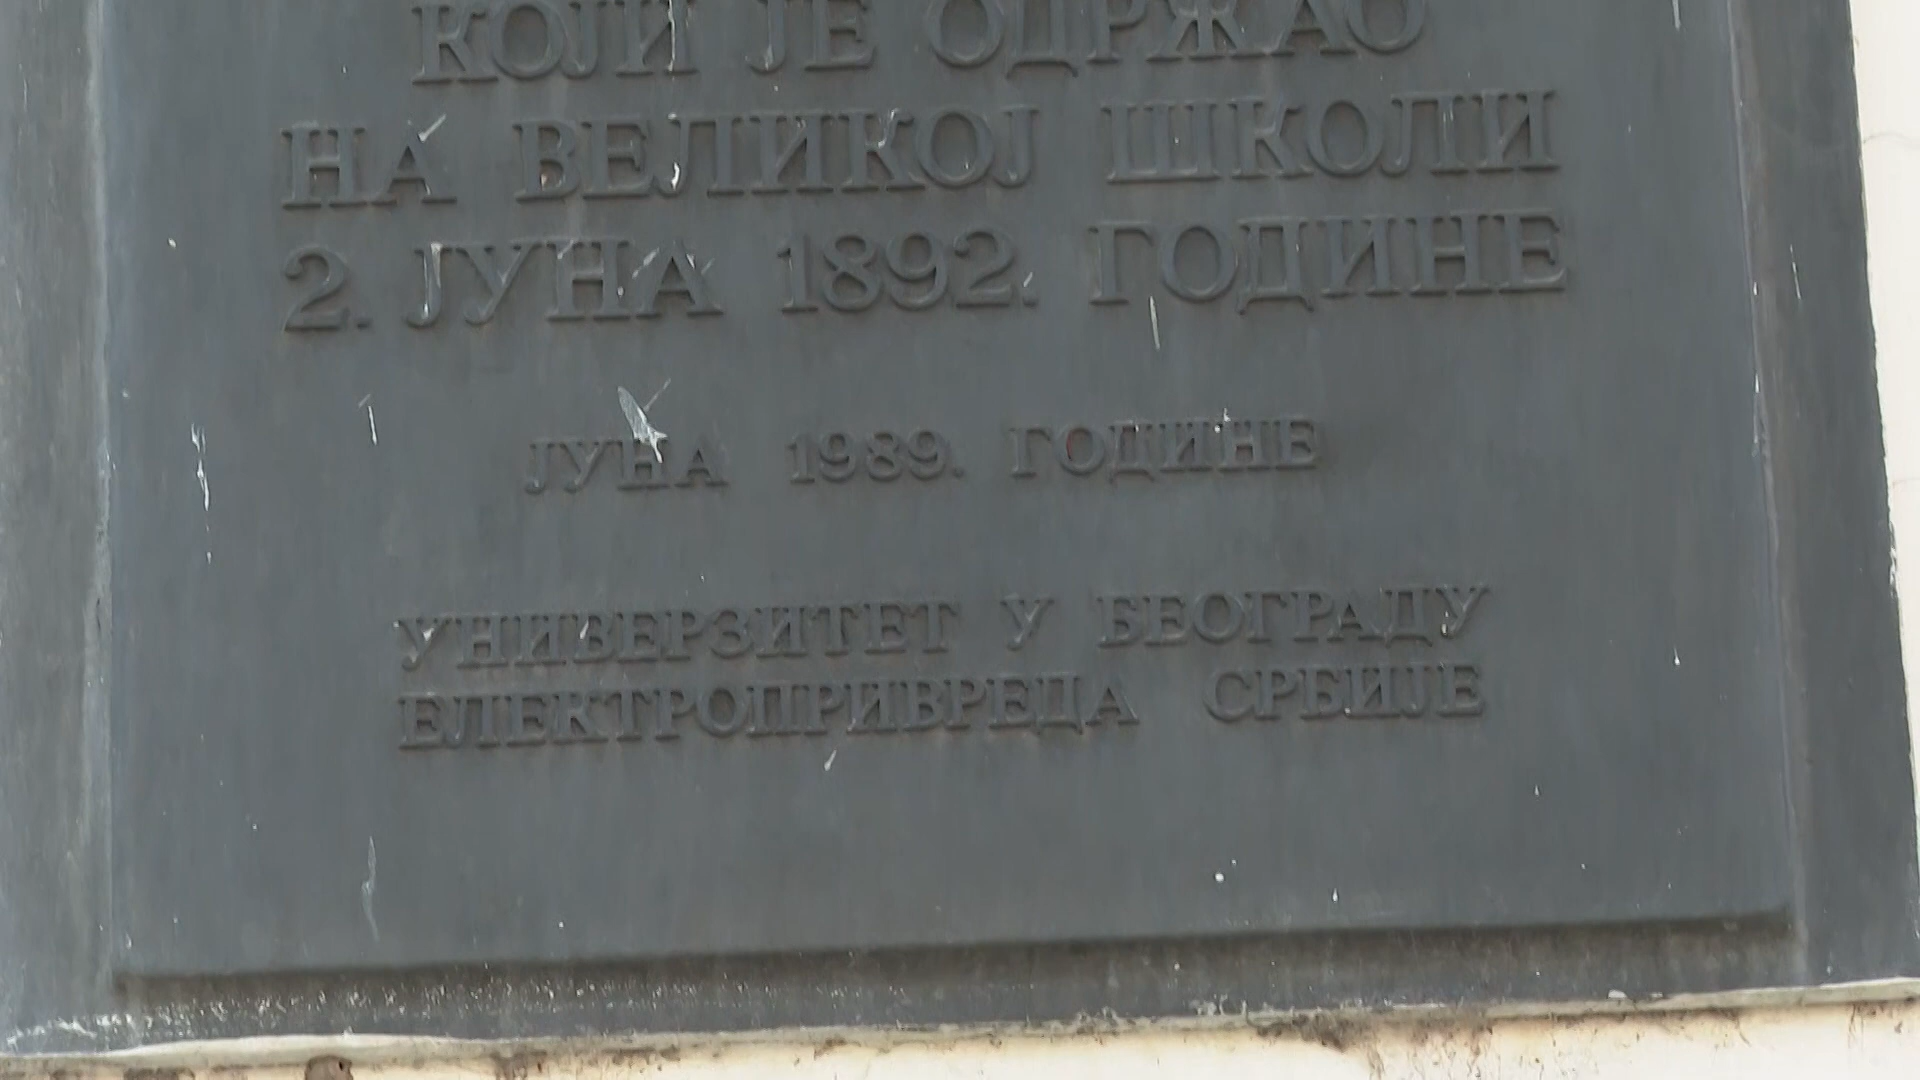 КОЈИ ЈЕ ОДРЖАО
НА ВЕЛИКОЈ ШКОЛИ
2. ЈУНА 1892. ГОДИНЕ
ЈУНА 1989. ГОДИНЕ
УНИВЕРЗИТЕТ У БЕОГРАДУ
ЕЛЕКТРОПРИВРЕДА СРБИЈЕ